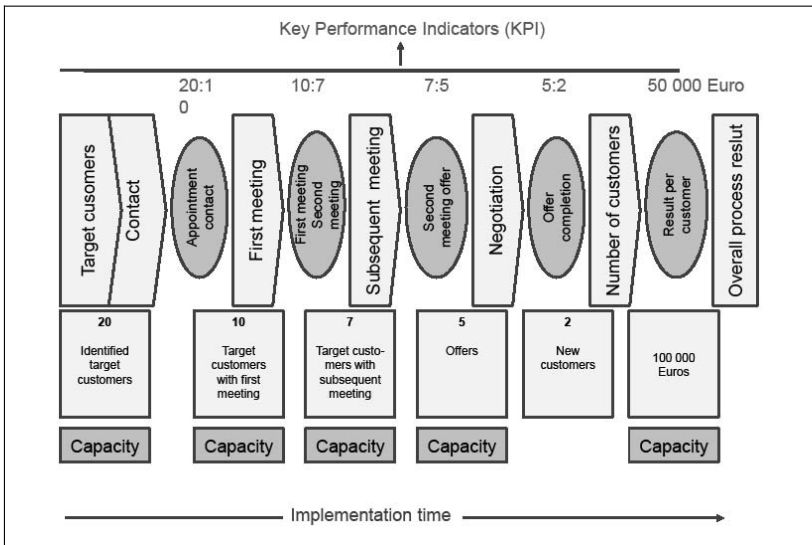 Key Performance Indicators (KPI)
20:1
0
10:7
7:5
5:2
50 000 Euro
Target cusomers
Contact
Appointment
contact
First meeting
First meeting
Second
meeting
Subsequent meeting
Second
meeting offer
Negotiation
Offer
completion
Number of customers
Result per
customer
Overall process reslut
20
Identified
target
customers
10
Target
customers
with first
meeting
7
Target custo-
mers with
subsequent
meeting
5
Offers
2
New
customers
100 000
Euros
Capacity
Capacity
Capacity
Capacity
Capacity
Implementation time